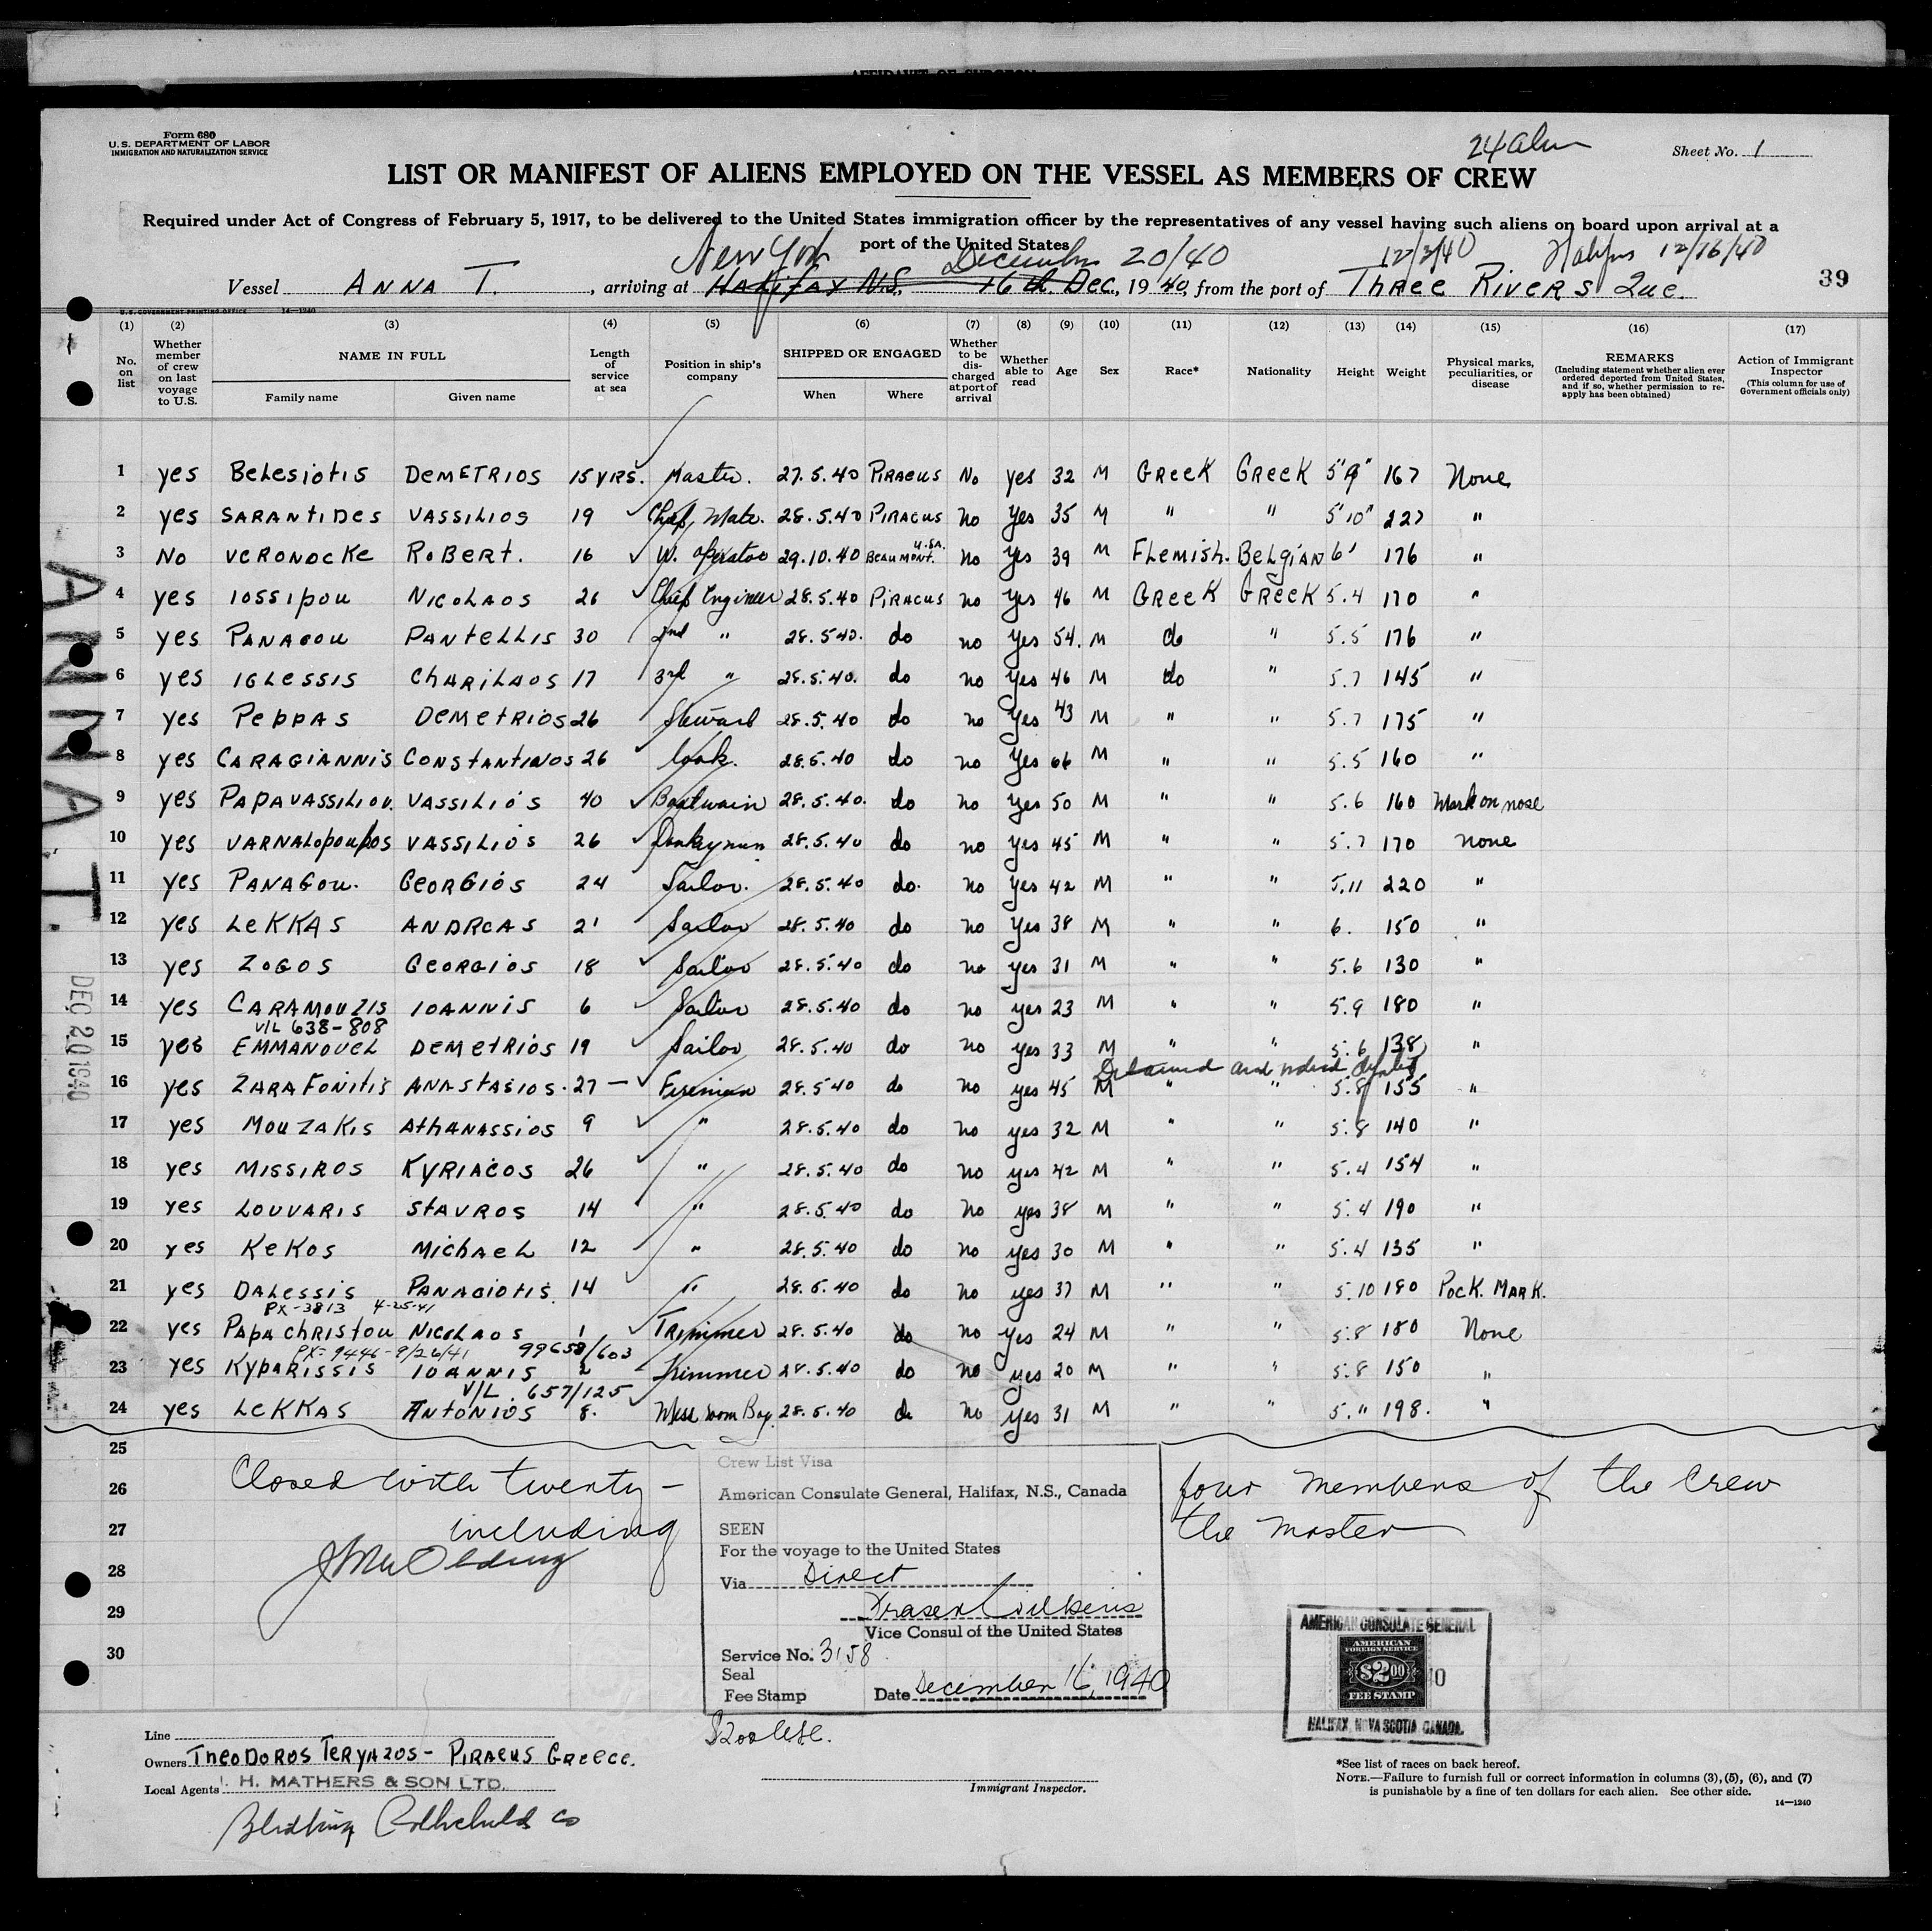 Form 680
U.S. DEPARTMENT OF LABOR
IMMIGRATION AND NATURALIZATION SERVICE
Sheet No. 1
LIST OR MANIFEST OF ALIENS EMPLOYED ON THE VESSEL AS MEMBERS OF CREW
Required under Act of Congress of February 5, 1917, to be delivered to the United States immigration officer by the representatives of any vessel having such aliens on board upon arrival at a
port of the United States
New York December 20/40 12/3/40 Halifax 12/16/40
Vessel ANNA T. , arriving at Halifax N.S., 16th Dec, 1940, from the port of Three Rivers Que.
39
U.S. GOVERNMENT PRINTING OFFICE 14—1240
(1) (2) (3) (4) (5) (6) (7) (8) (9) (10) (11) (12) (13) (14) (15) (16) (17)
No. on list
Whether member of crew on last voyage to U.S.
NAME IN FULL
Family name Given name
Length of service at sea
Position in ship's company
SHIPPED OR ENGAGED
When Where
Whether to be discharged at port of arrival
Whether able to read
Age
Sex
Race*
Nationality
Height
Weight
Physical marks, peculiarities, or disease
REMARKS
(Including statement whether alien ever ordered deported from United States, and if so, whether permission to reapply has been obtained)
Action of Immigrant Inspector
(This column for use of Government officials only)
1 yes Belesiotis Demetrios 15 yrs. Master. 27.5.40 Piraeus No yes 32 M Greek Greek 5"9" 167 None
2 yes Sarantides Vassilios 19 Chief Mate. 28.5.40 Piraeus no yes 35 M " " 5'10" 227 "
3 No Veronocke Robert. 16 W. Operator 29.10.40 Beaumont. U.SA. no yes 39 M Flemish. Belgian 6' 176 "
4 yes Iossipou Nicolaos 26 Chief Engineer 28.5.40 Piraeus no yes 46 M Greek Greek 5.4 170 "
5 yes Panagou Pantellis 30 2nd " 28.5 40. do no yes 54. M do " 5.5 176 "
6 yes Iglessis Charilaos 17 3rd " 28.5.40. do no yes 46 M do " 5.7 145 "
7 yes Peppas Demetrios 26 Steward 28.5.40 do no yes 43 M " " 5.7 175 "
8 yes Caragiannis Constantinos 26 Cook. 28.5.40 do no yes 66 M " " 5.5 160 "
9 yes Papavassiliou. Vassilios 40 Boatswain 28.5.40. do no yes 50 M " " 5.6 160 Mark on nose
10 yes Varnalopoulos Vassilios 26 Donkeyman 28.5.40 do no yes 45 M " " 5.7 170 none
11 yes Panagou. Georgios 24 Sailor. 28.5.40 do. no yes 42 M " " 5.11 220 "
12 yes Lekkas Andreas 21 Sailor 28.5.40 do no yes 38 M " " 6. 150 "
13 yes Zogos Georgios 18 Sailor 28.5.40 do no yes 31 M " " 5.6 130 "
14 yes Caramouzis Ioannis 6 Sailor 28.5.40 do no yes 23 M " " 5.9 180 "
V/L 638-808
15 yes Emmanouel Demetrios 19 Sailor 28.5.40 do no yes 33 M " " 5.6 138 "
Detained and
16 yes Zarafonitis Anastasios. 27 — Fireman 28.5 40 do no yes 45 M " " 5.8 155 "
17 yes Mouzakis Athanassios 9 " 28.5.40 do no yes 32 M " " 5.8 140 "
18 yes Missiros Kyriacos 26 " 28.5.40 do no yes 42 M " " 5.4 154 "
19 yes Louvaris Stavros 14 " 28.5.40 do No yes 38 M " " 5.4 190 "
20 yes Kekos Michael 12 " 28.5.40 do no yes 30 M " " 5.4 135 "
21 yes Dalessis Panagiotis 14 " 28.5.40 do no yes 37 M " " 5.10 180 Pock. Mark.
PX-3813 4-25-41
22 yes Papachristou Nicolaos 1 Trimmer 28.5.40 do no yes 24 M " " 5.8 180 None
PX-9446-9/26/41 99658/603
23 yes Kyparissis Ioannis 2 Trimmer 28.5.40 do no yes 20 M " " 5.8 150 "
V/L 657/125
24 yes Lekkas Antonios 8. Mess room Boy. 28.5.40 do No yes 31 M " " 5." 198. "
25
26
27
28
29
30
ANNA T.
DEC 20 1940
Closed with twenty-
four members of the crew
including
the master
Crew List Visa
American Consulate General, Halifax, N.S., Canada
SEEN
For the voyage to the United States
Via Direct
Fraser Wilkins
Vice Consul of the United States
Service No. 3158
Seal
Fee Stamp Date December 16, 1940
AMERICAN CONSULATE GENERAL
AMERICAN
FOREIGN SERVICE
$2.00
FEE STAMP
HALIFAX, NOVA SCOTIA, CANADA.
Line
Owners Theodoros Teryazos - Piraeus Greece.
Local Agents I. H. MATHERS & SON LTD.
Immigrant Inspector.
*See list of races on back hereof.
NOTE.—Failure to furnish full or correct information in columns (3), (5), (6), and (7)
is punishable by a fine of ten dollars for each alien. See other side.
14—1240